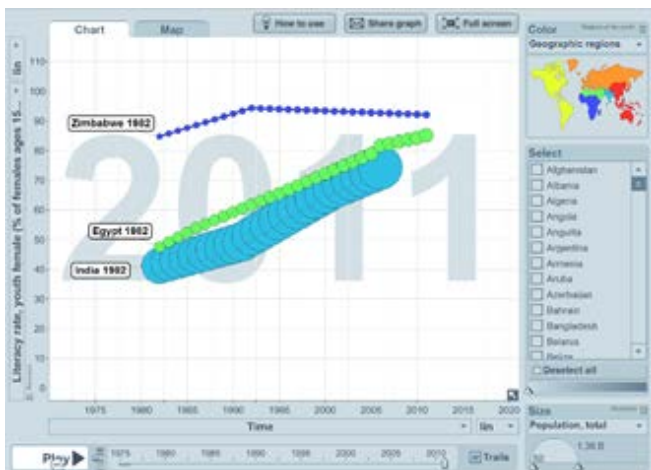 Chart
Map
How to use
Share graph
Full screen
Color
Geographic regions
lin
110
100
90
80
70
60
50
40
30
20
10
0
Literacy rate, youth female (% of females ages 15...
2011
Zimbabwe 1982
Egypt 1982
India 1982
1975 1980 1985 1990 1995 2000 2005 2010 2015 2020
Time
lin
Select
Afghanistan
Albania
Algeria
Angola
Anguilla
Argentina
Armenia
Aruba
Azerbaijan
Bahrain
Bangladesh
Belarus
Belize
Deselect all
Size
Population, total
Play
1975 1980 1985 1990 1995 2000 2005 2010
Trails